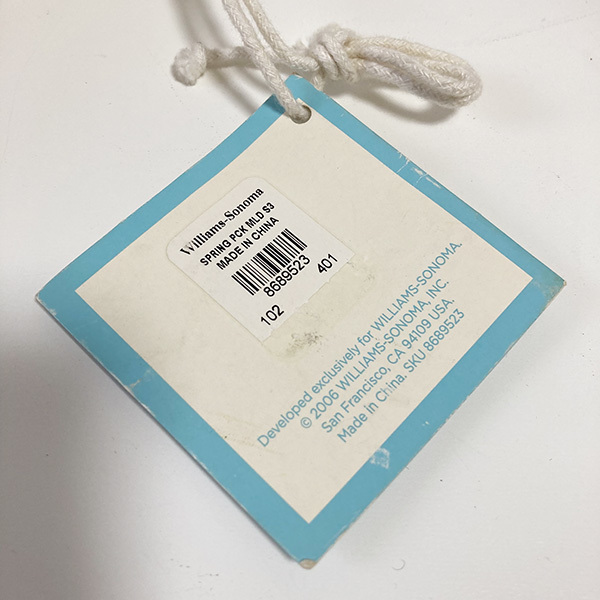 Williams-Sonoma
SPRING PCK MLD S3
MADE IN CHINA
8689523
102 401
Developed exclusively for WILLIAMS-SONOMA.
© 2006 WILLIAMS-SONOMA, INC.
San Francisco, CA 94109 USA.
Made in China. SKU 8689523